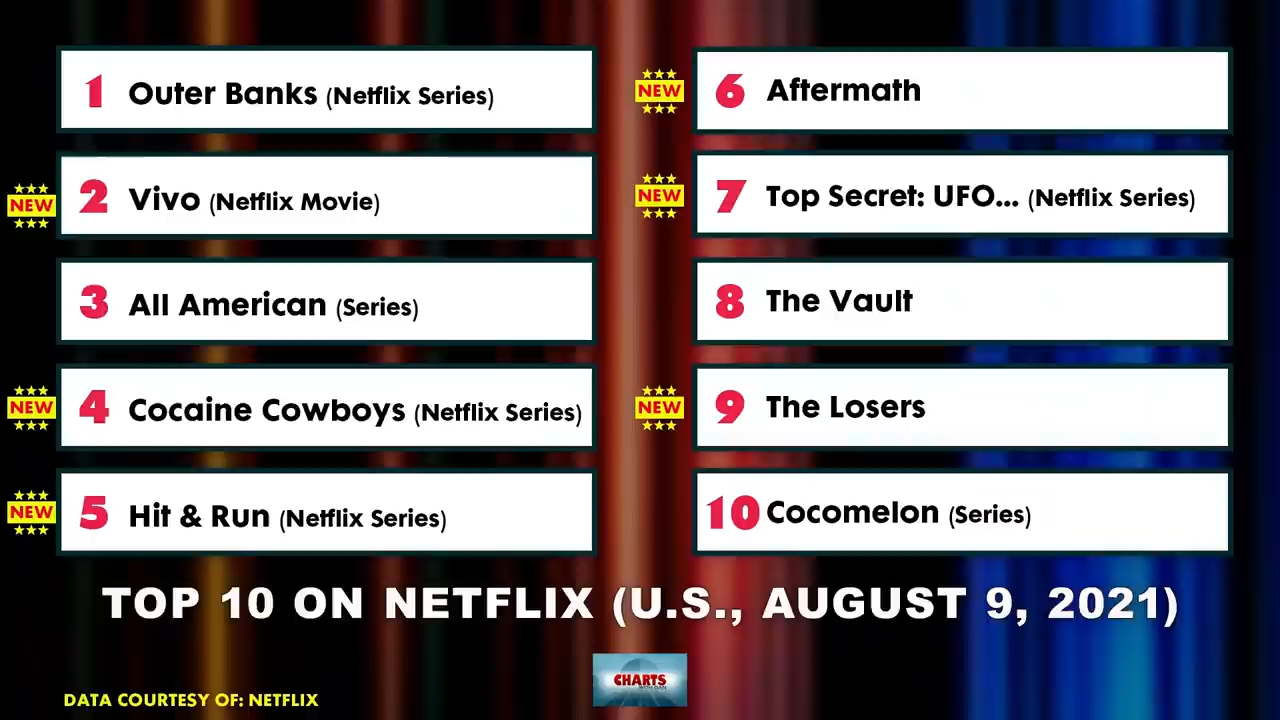 1 Outer Banks (Netflix Series)
NEW 2 Vivo (Netflix Movie)
3 All American (Series)
NEW 4 Cocaine Cowboys (Netflix Series)
NEW 5 Hit & Run (Netflix Series)
NEW 6 Aftermath
NEW 7 Top Secret: UFO... (Netflix Series)
8 The Vault
NEW 9 The Losers
10 Cocomelon (Series)
TOP 10 ON NETFLIX (U.S., AUGUST 9, 2021)
CHARTS
WITH DAN
DATA COURTESY OF: NETFLIX